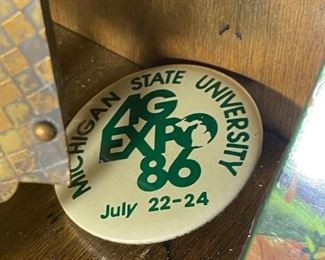 MICHIGAN STATE UNIVERSITY
AG
EXPO
86
July 22-24